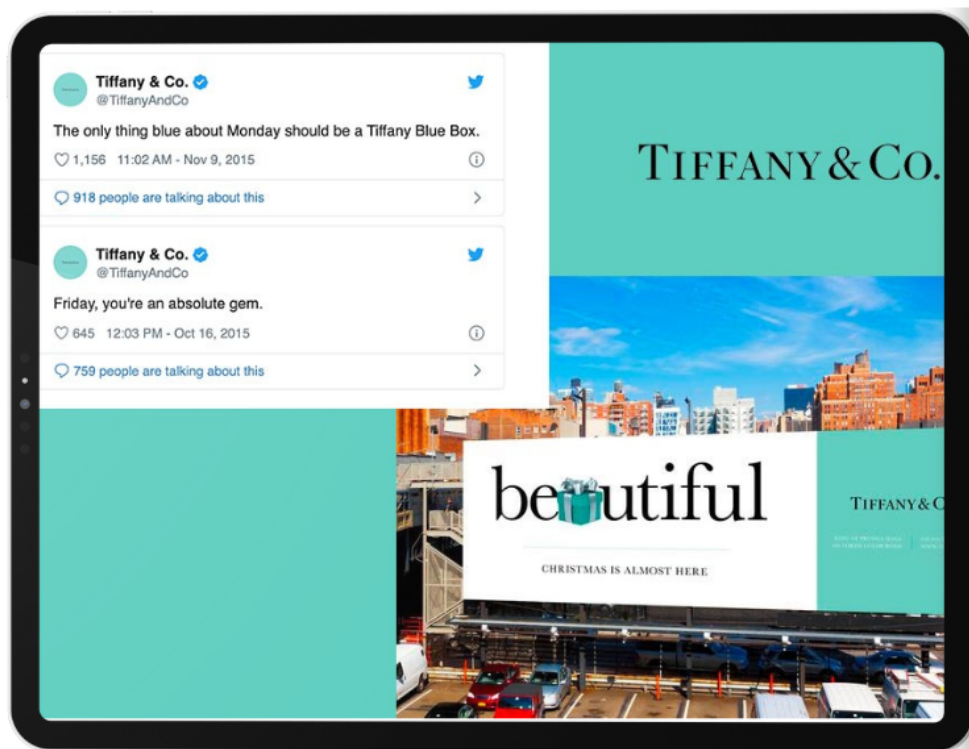 Tiffany & Co.
@TiffanyAndCo
The only thing blue about Monday should be a Tiffany Blue Box.
1,156 11:02 AM - Nov 9, 2015
918 people are talking about this
Tiffany & Co.
@TiffanyAndCo
Friday, you're an absolute gem.
645 12:03 PM - Oct 16, 2015
759 people are talking about this
TIFFANY & CO.
be utiful
CHRISTMAS IS ALMOST HERE
TIFFANY & C